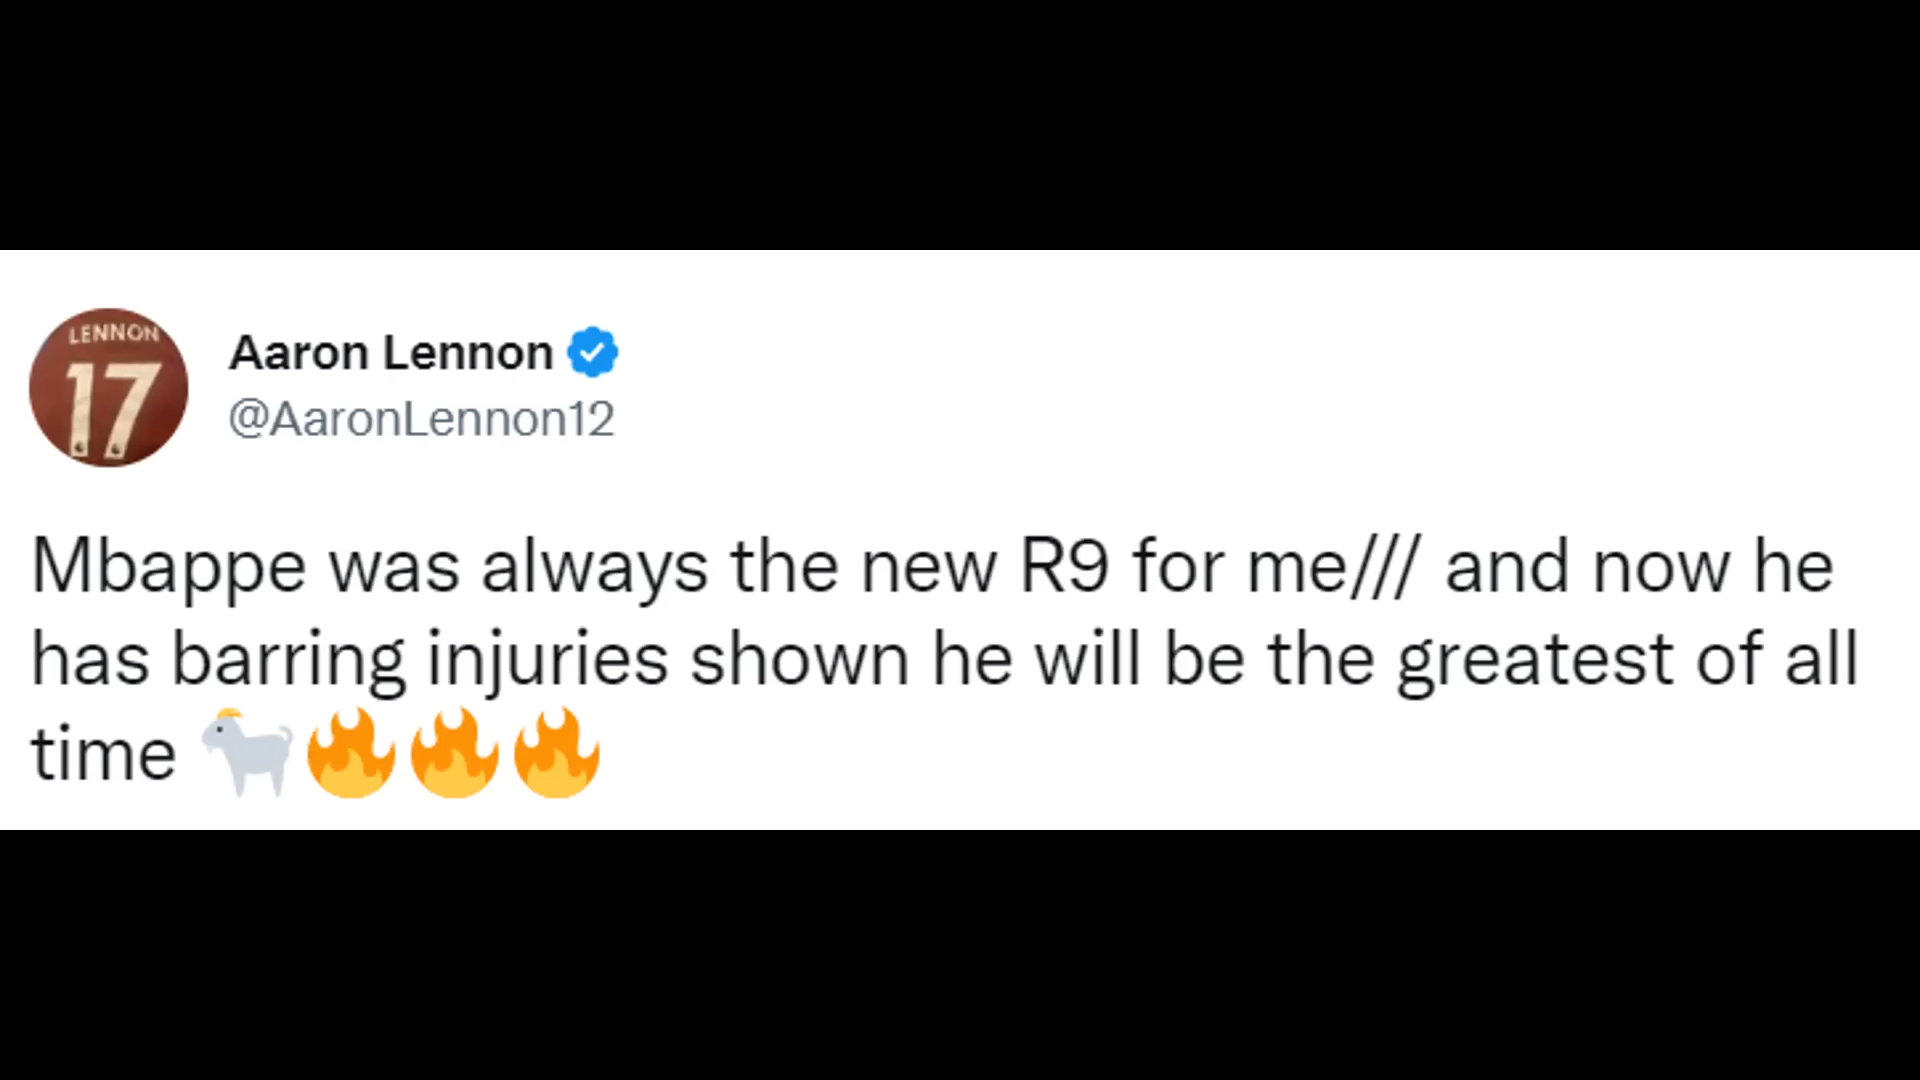 LENNON
17
Aaron Lennon
@AaronLennon12
Mbappe was always the new R9 for me/// and now he
has barring injuries shown he will be the greatest of all
time 🐐🔥🔥🔥